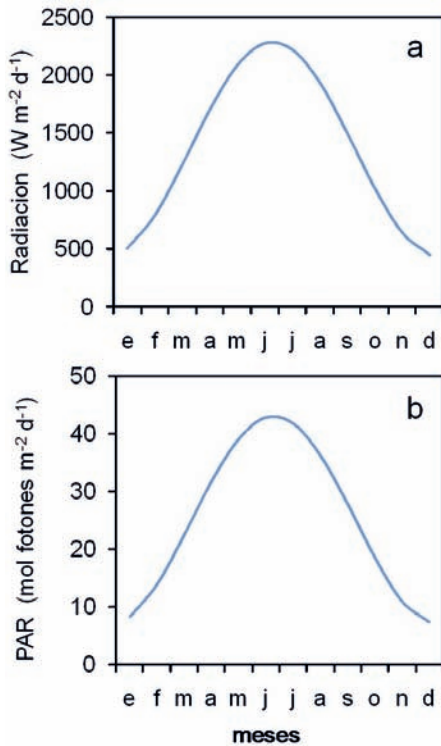 2500
a
2000
1500
1000
500
0
Radiacion (W m-2 d-1)
e f m a m j j a s o n d
50
b
40
30
20
10
0
PAR (mol fotones m-2 d-1)
e f m a m j j a s o n d
meses